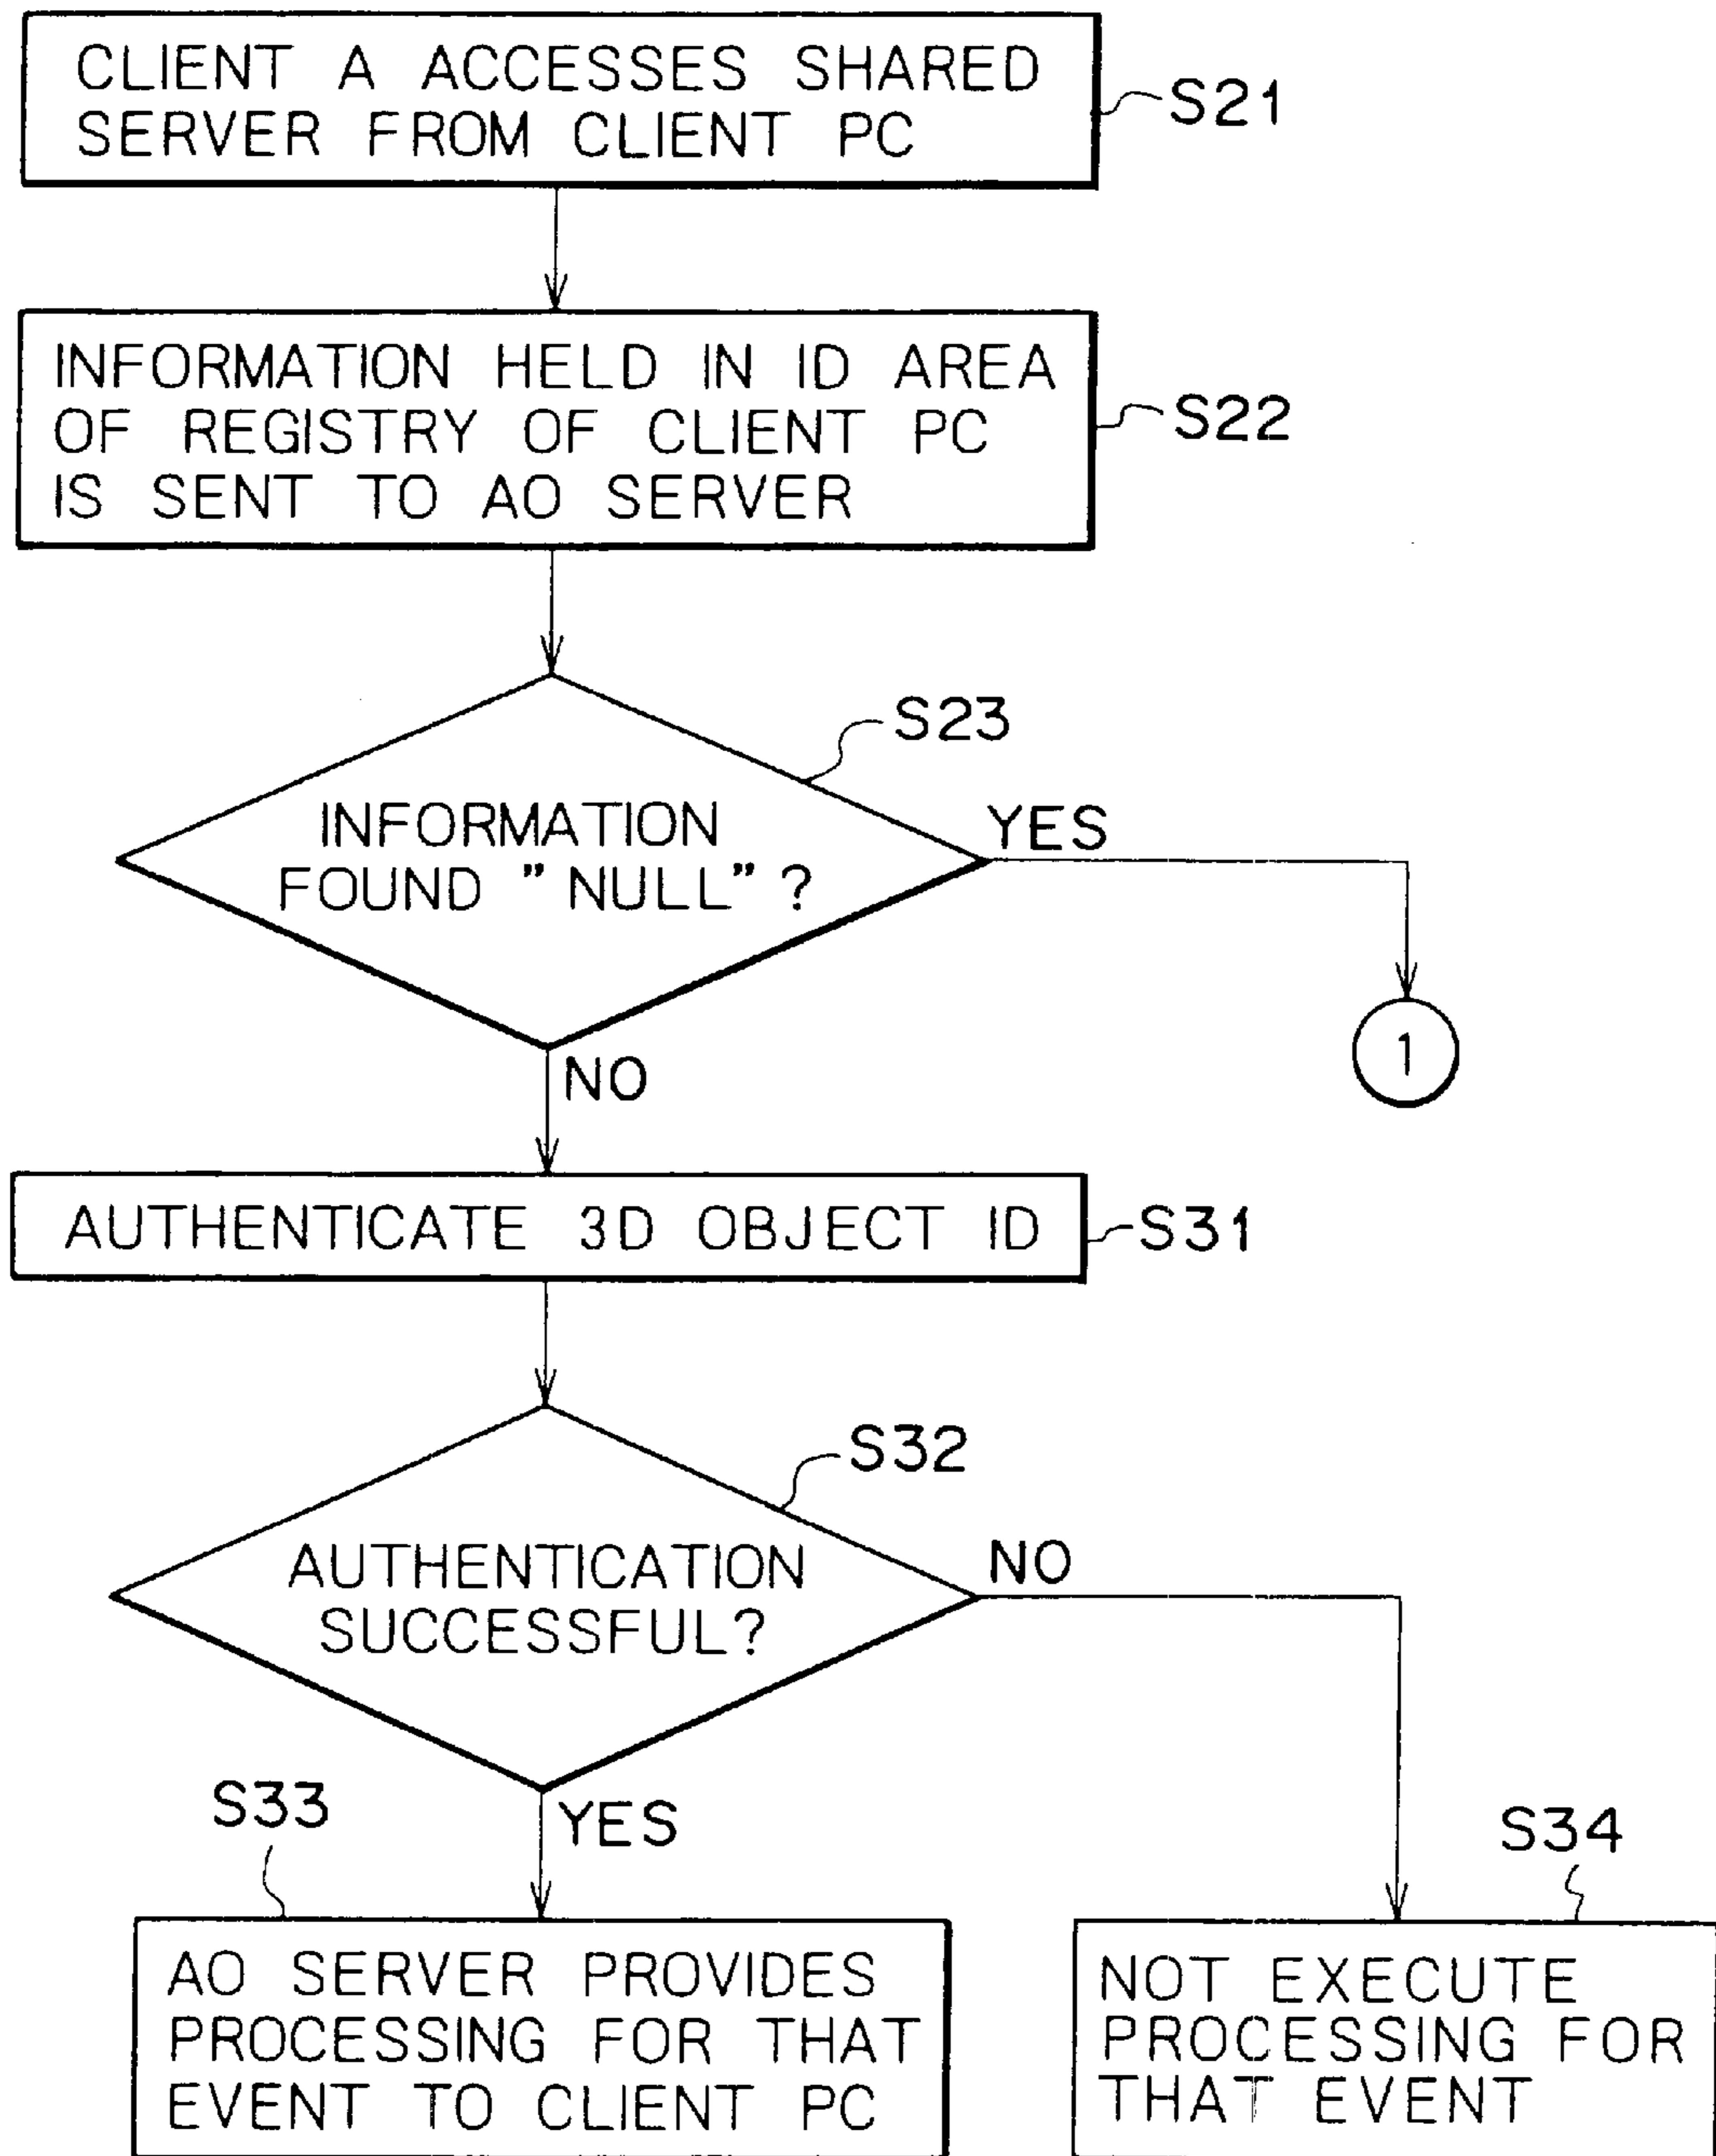 CLIENT A ACCESSES SHARED
SERVER FROM CLIENT PC
S21
INFORMATION HELD IN ID AREA
OF REGISTRY OF CLIENT PC
IS SENT TO AO SERVER
S22
S23
INFORMATION
FOUND "NULL"?
YES
1
NO
AUTHENTICATE 3D OBJECT ID
S31
S32
AUTHENTICATION
SUCCESSFUL?
NO
YES
S33
AO SERVER PROVIDES
PROCESSING FOR THAT
EVENT TO CLIENT PC
S34
NOT EXECUTE
PROCESSING FOR
THAT EVENT